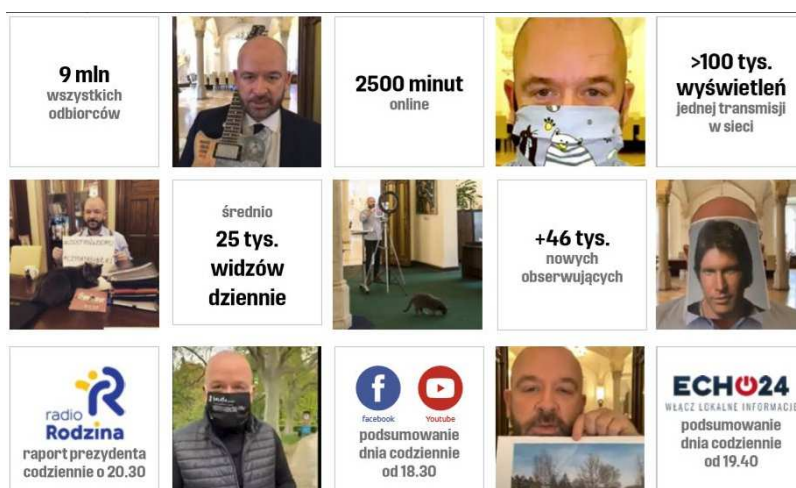 9 mln
wszystkich
odbiorców
2500 minut
online
>100 tys.
wyświetleń
jednej transmisji
w sieci
średnio
25 tys.
widzów
dziennie
+46 tys.
nowych
obserwujących
radio
Rodzina
raport prezydenta
codziennie o 20.30
facebook
Youtube
podsumowanie
dnia codziennie
od 18.30
ECHO24
WŁĄCZ LOKALNE INFORMACJE
podsumowanie
dnia codziennie
od 19.40